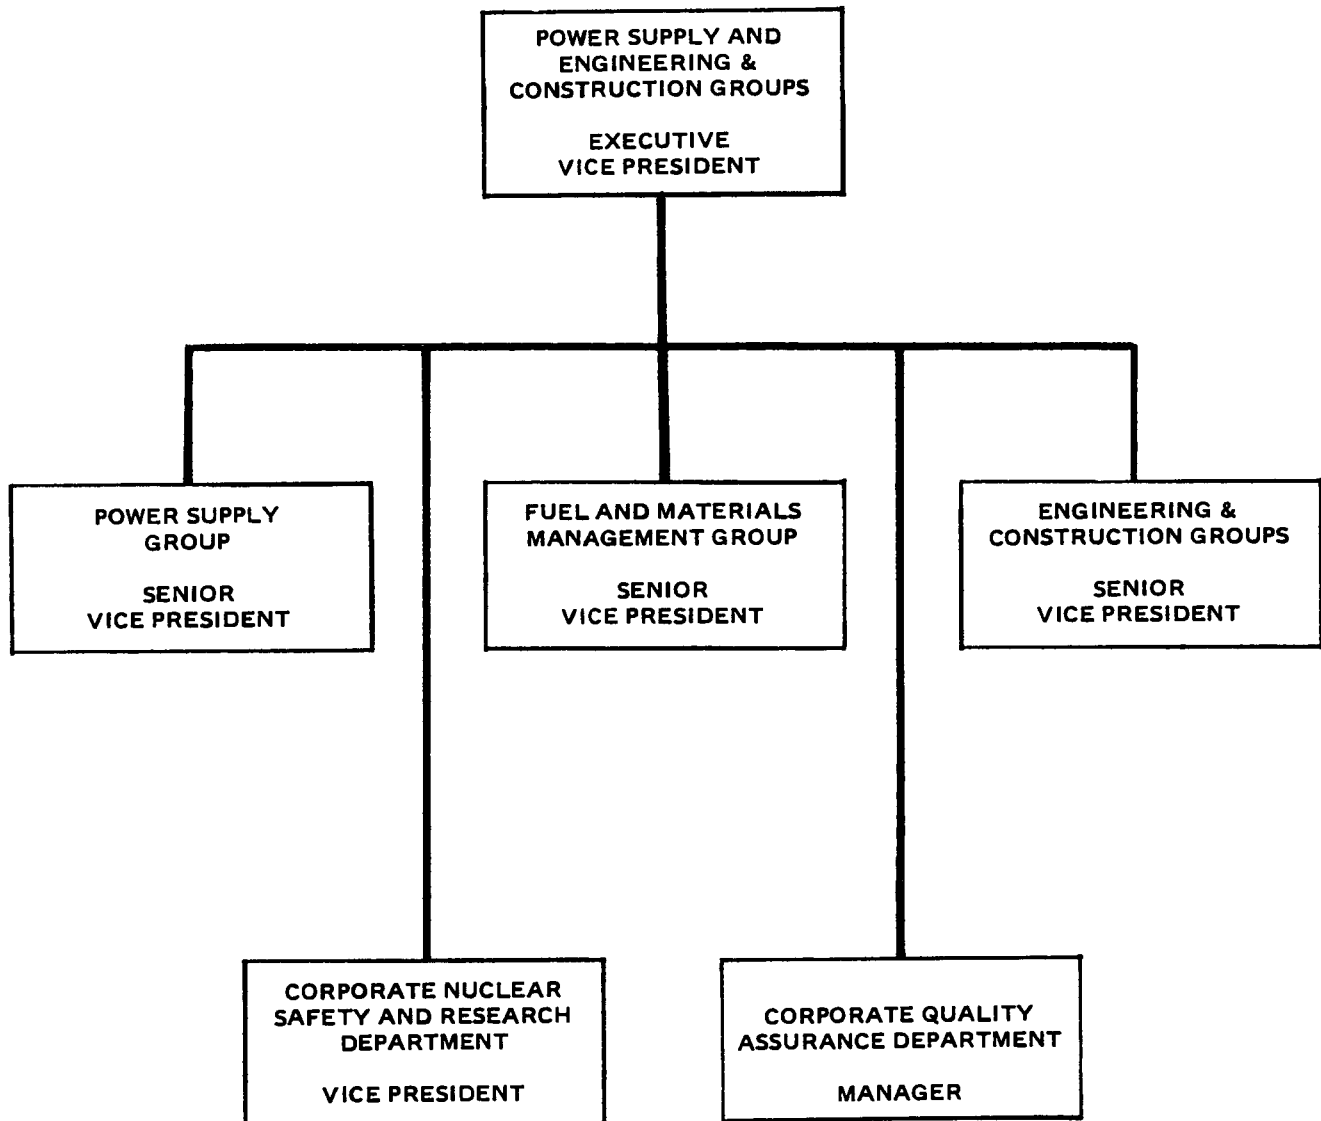 POWER SUPPLY AND
ENGINEERING &
CONSTRUCTION GROUPS
EXECUTIVE
VICE PRESIDENT
POWER SUPPLY
GROUP
SENIOR
VICE PRESIDENT
FUEL AND MATERIALS
MANAGEMENT GROUP
SENIOR
VICE PRESIDENT
ENGINEERING &
CONSTRUCTION GROUPS
SENIOR
VICE PRESIDENT
CORPORATE NUCLEAR
SAFETY AND RESEARCH
DEPARTMENT
VICE PRESIDENT
CORPORATE QUALITY
ASSURANCE DEPARTMENT
MANAGER